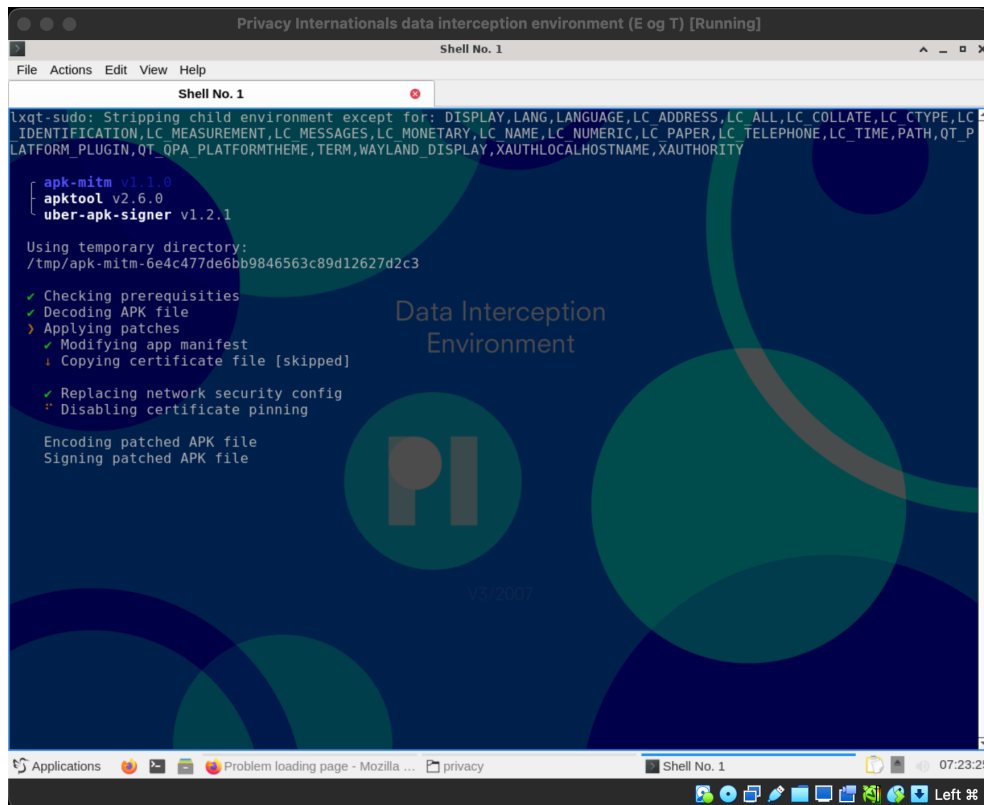 Privacy Internationals data interception environment (E og T) [Running]
Shell No. 1
File Actions Edit View Help
Shell No. 1
lxqt-sudo: Stripping child environment except for: DISPLAY,LANG,LANGUAGE,LC_ADDRESS,LC_ALL,LC_COLLATE,LC_CTYPE,LC
_IDENTIFICATION,LC_MEASUREMENT,LC_MESSAGES,LC_MONETARY,LC_NAME,LC_NUMERIC,LC_PAPER,LC_TELEPHONE,LC_TIME,PATH,QT_P
LATFORM_PLUGIN,QT_QPA_PLATFORMTHEME,TERM,WAYLAND_DISPLAY,XAUTHLOCALHOSTNAME,XAUTHORITY
apk-mitm v1.1.0
apktool v2.6.0
uber-apk-signer v1.2.1
Using temporary directory:
/tmp/apk-mitm-6e4c477de6bb9846563c89d12627d2c3
✔ Checking prerequisities
✔ Decoding APK file
❯ Applying patches
✔ Modifying app manifest
↓ Copying certificate file [skipped]
✔ Replacing network security config
Disabling certificate pinning
Encoding patched APK file
Signing patched APK file
Data Interception
Environment
PI
V3/2007
Applications
Problem loading page - Mozilla ...
privacy
Shell No. 1
07:23:25
Left ⌘